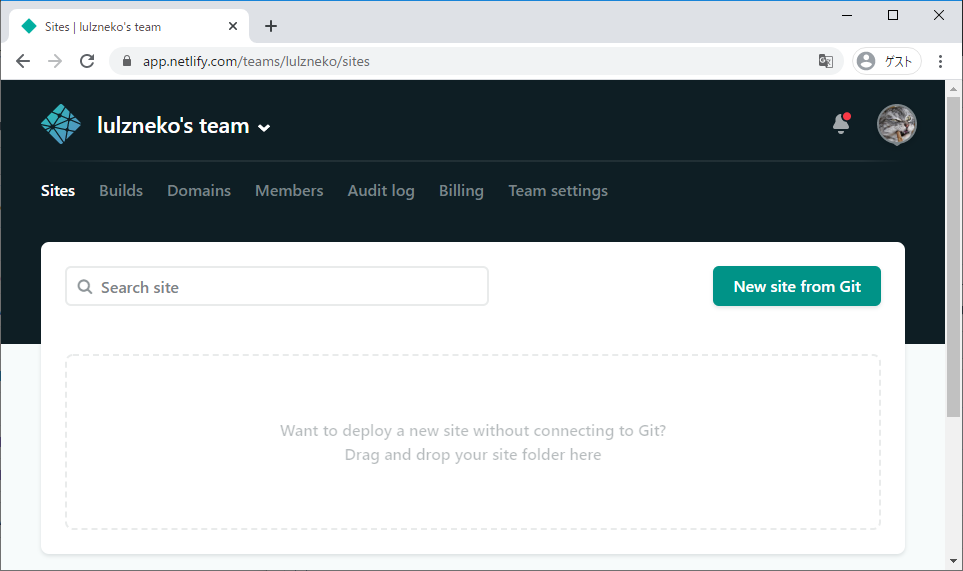 Sites | lulzneko's team
app.netlify.com/teams/lulzneko/sites
ゲスト
lulzneko's team
Sites Builds Domains Members Audit log Billing Team settings
Search site
New site from Git
Want to deploy a new site without connecting to Git?
Drag and drop your site folder here